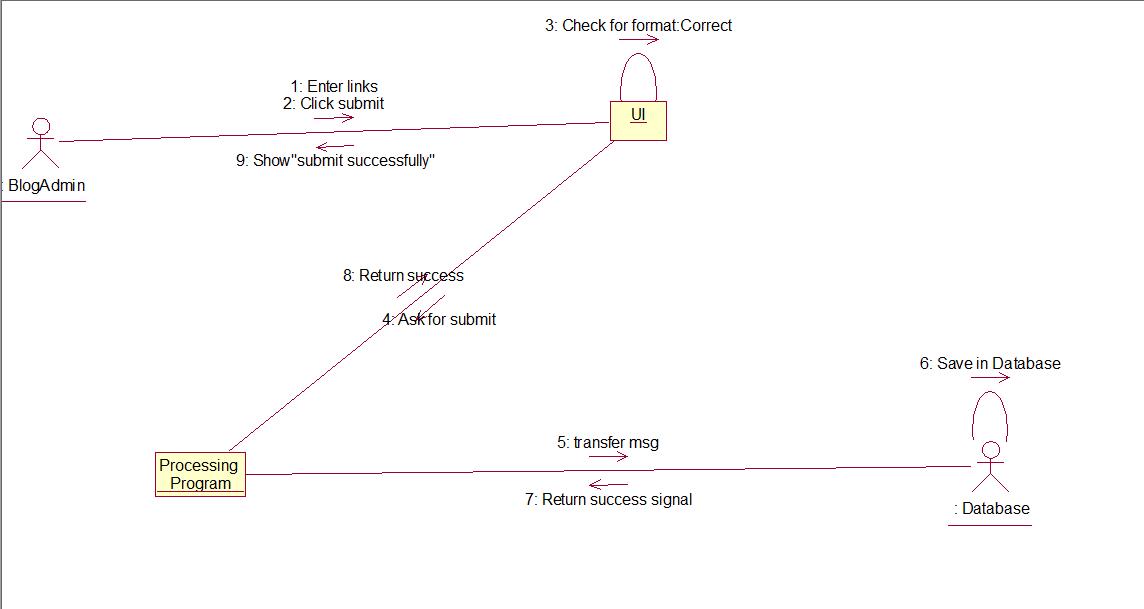 3: Check for format:Correct
1: Enter links
2: Click submit
UI
9: Show"submit successfully"
: BlogAdmin
8: Return success
4: Ask for submit
6: Save in Database
5: transfer msg
Processing
Program
7: Return success signal
: Database